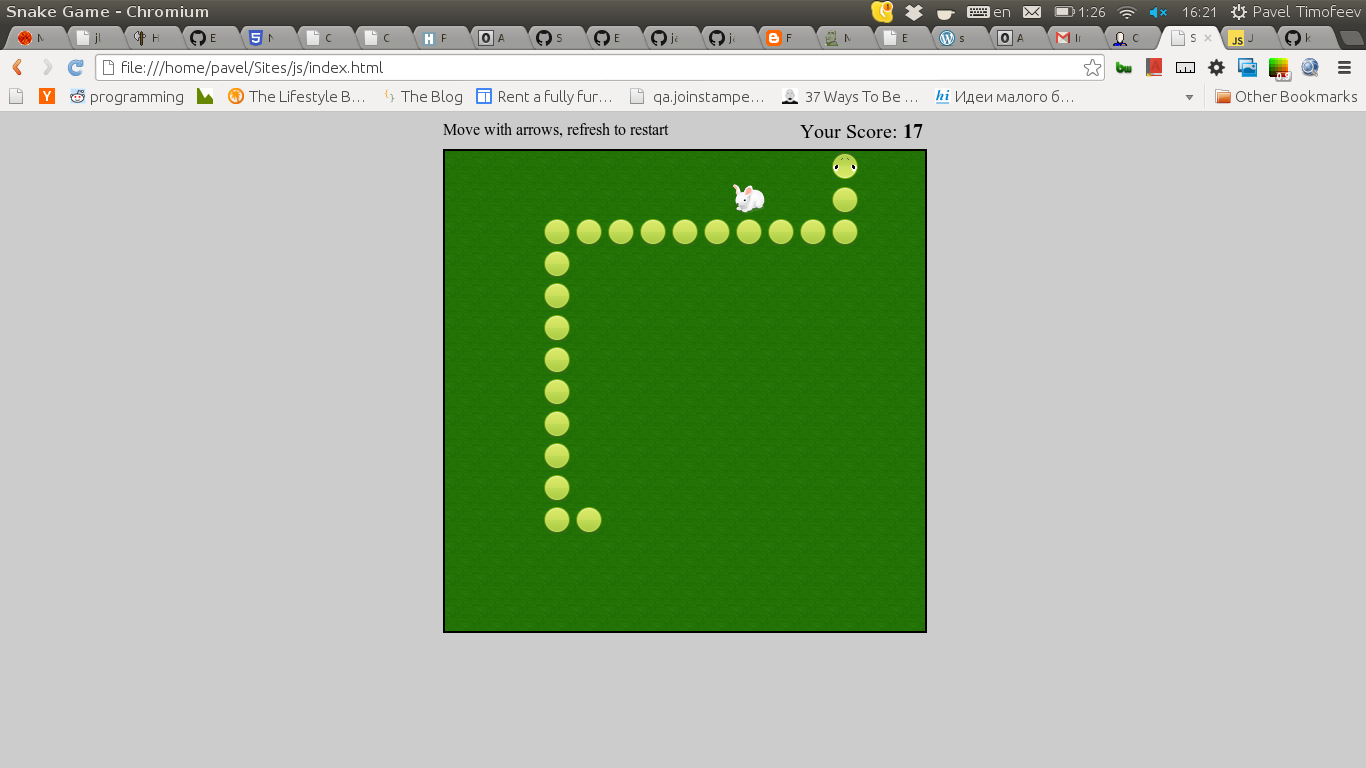 Snake Game - Chromium
en 1:26 16:21 Pavel Timofeev
file:///home/pavel/Sites/js/index.html
programming The Lifestyle B... The Blog Rent a fully fur... qa.joinstampe... 37 Ways To Be ... hi Идеи малого б... Other Bookmarks
Move with arrows, refresh to restart Your Score: 17